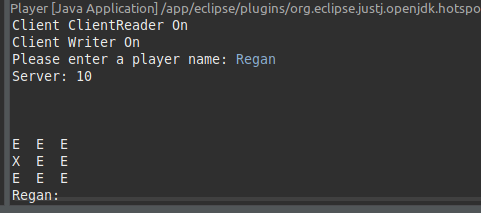 Player [Java Application] /app/eclipse/plugins/org.eclipse.justj.openjdk.hotspo
Client ClientReader On
Client Writer On
Please enter a player name: Regan
Server: 10
E  E  E
X  E  E
E  E  E
Regan: